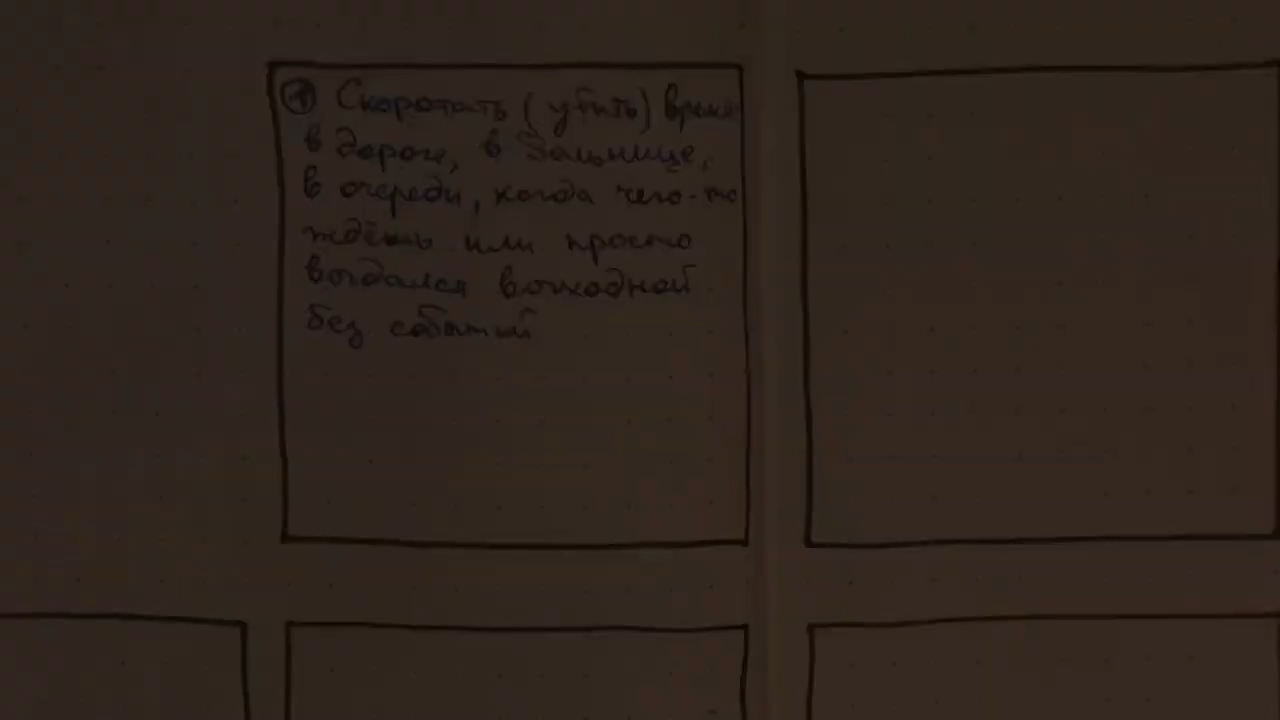 ① Скоротать (убить) время
в дороге, в больнице,
в очереди, когда чего-то
ждёшь или просто
выдался выходной
без событий